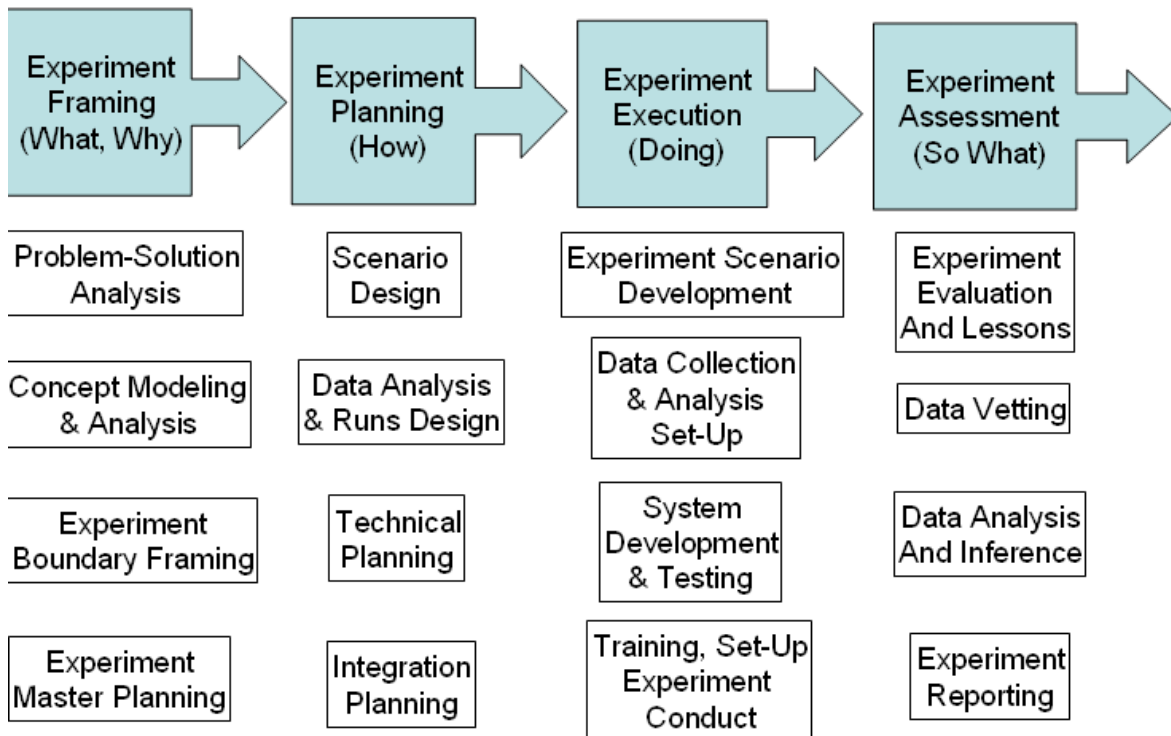 Experiment
Framing
(What, Why)
Experiment
Planning
(How)
Experiment
Execution
(Doing)
Experiment
Assessment
(So What)
Problem-Solution
Analysis
Scenario
Design
Experiment Scenario
Development
Experiment
Evaluation
And Lessons
Concept Modeling
& Analysis
Data Analysis
& Runs Design
Data Collection
& Analysis
Set-Up
Data Vetting
Experiment
Boundary Framing
Technical
Planning
System
Development
& Testing
Data Analysis
And Inference
Experiment
Master Planning
Integration
Planning
Training, Set-Up
Experiment
Conduct
Experiment
Reporting